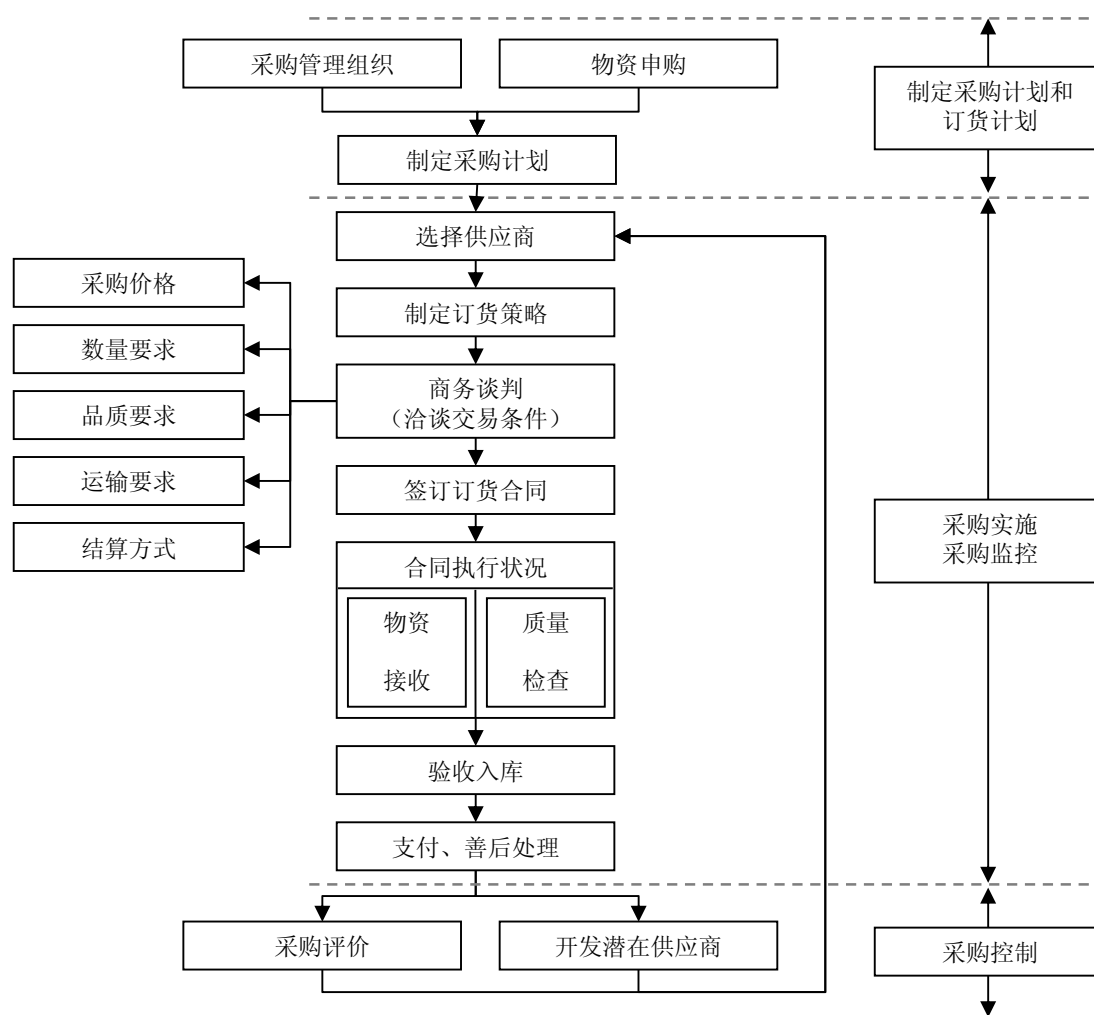 采购管理组织
物资申购
制定采购计划和
订货计划
制定采购计划
选择供应商
采购价格
制定订货策略
数量要求
商务谈判
（洽谈交易条件）
品质要求
运输要求
签订订货合同
采购实施
采购监控
结算方式
合同执行状况
物资
接收
质量
检查
验收入库
支付、善后处理
采购评价
开发潜在供应商
采购控制